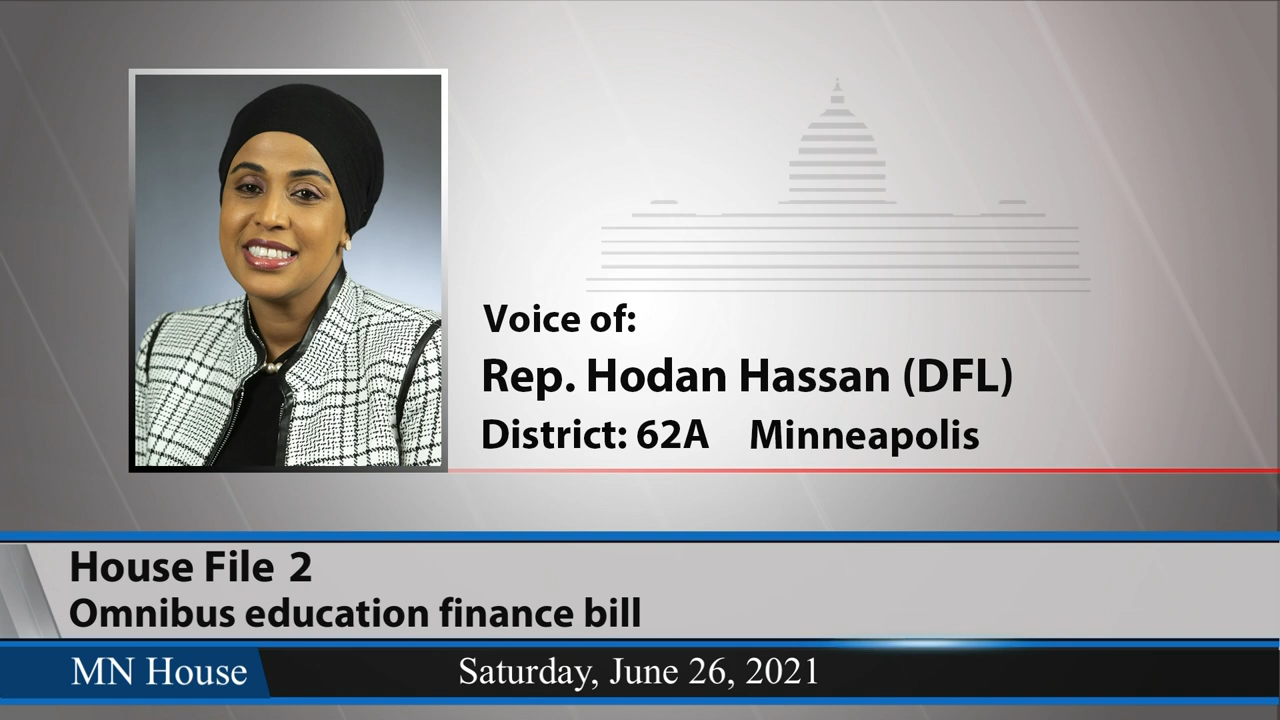 Voice of:
Rep. Hodan Hassan (DFL)
District: 62A Minneapolis
House File 2
Omnibus education finance bill
MN House Saturday, June 26, 2021